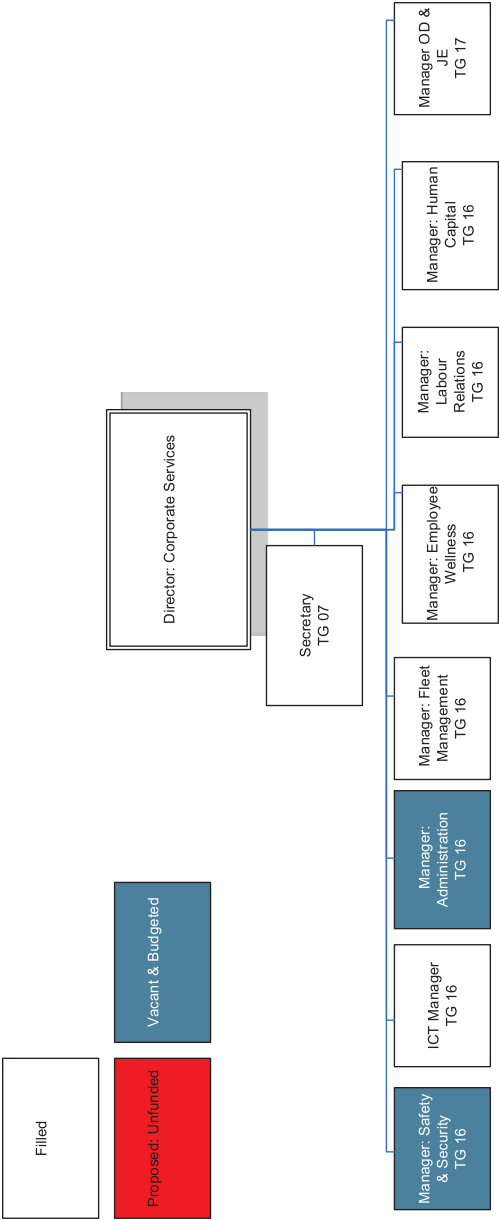 Filled
Proposed: Unfunded
Vacant & Budgeted
Director: Corporate Services
Secretary
TG 07
Manager: Safety
& Security
TG 16
ICT Manager
TG 16
Manager:
Administration
TG 16
Manager: Fleet
Management
TG 16
Manager: Employee
Wellness
TG 16
Manager:
Labour
Relations
TG 16
Manager: Human
Capital
TG 16
Manager OD &
JE
TG 17